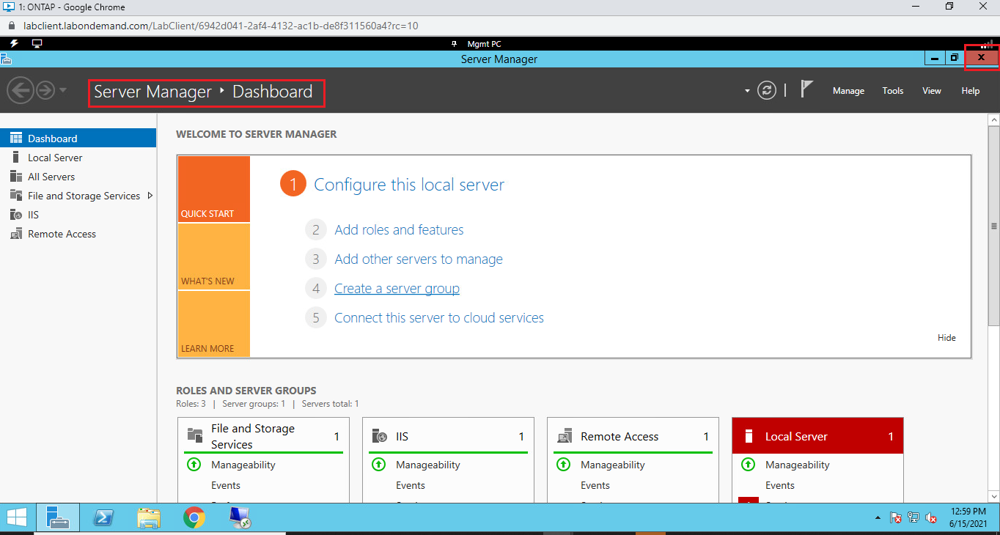 1: ONTAP - Google Chrome
labclient.labondemand.com/LabClient/6942d041-2af4-4132-ac1b-de8f311560a4?rc=10
Mgmt PC
Server Manager
Server Manager ‣ Dashboard
Manage Tools View Help
Dashboard
Local Server
All Servers
File and Storage Services
IIS
Remote Access
WELCOME TO SERVER MANAGER
QUICK START
WHAT'S NEW
LEARN MORE
1 Configure this local server
2 Add roles and features
3 Add other servers to manage
4 Create a server group
5 Connect this server to cloud services
Hide
ROLES AND SERVER GROUPS
Roles: 3 | Server groups: 1 | Servers total: 1
File and Storage
Services 1
Manageability
Events
IIS 1
Manageability
Events
Remote Access 1
Manageability
Events
Local Server 1
Manageability
Events
12:59 PM
6/15/2021